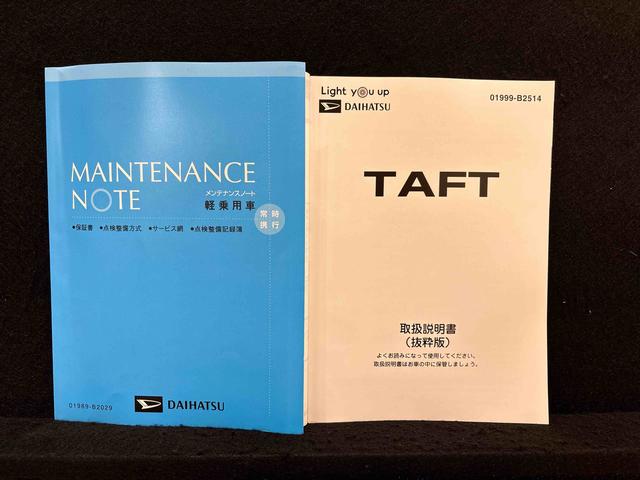 MAINTENANCE
NOTE
メンテナンスノート
軽乗用車
常時
携行
●保証書 ●点検整備方式 ●サービス網 ●点検整備記録簿
01989-B2029
DAIHATSU
Light you up
DAIHATSU
01999-B2514
TAFT
取扱説明書
(抜粋版)
よくお読みになって使用してください。
取扱説明書はお車の中に保管しましょう。